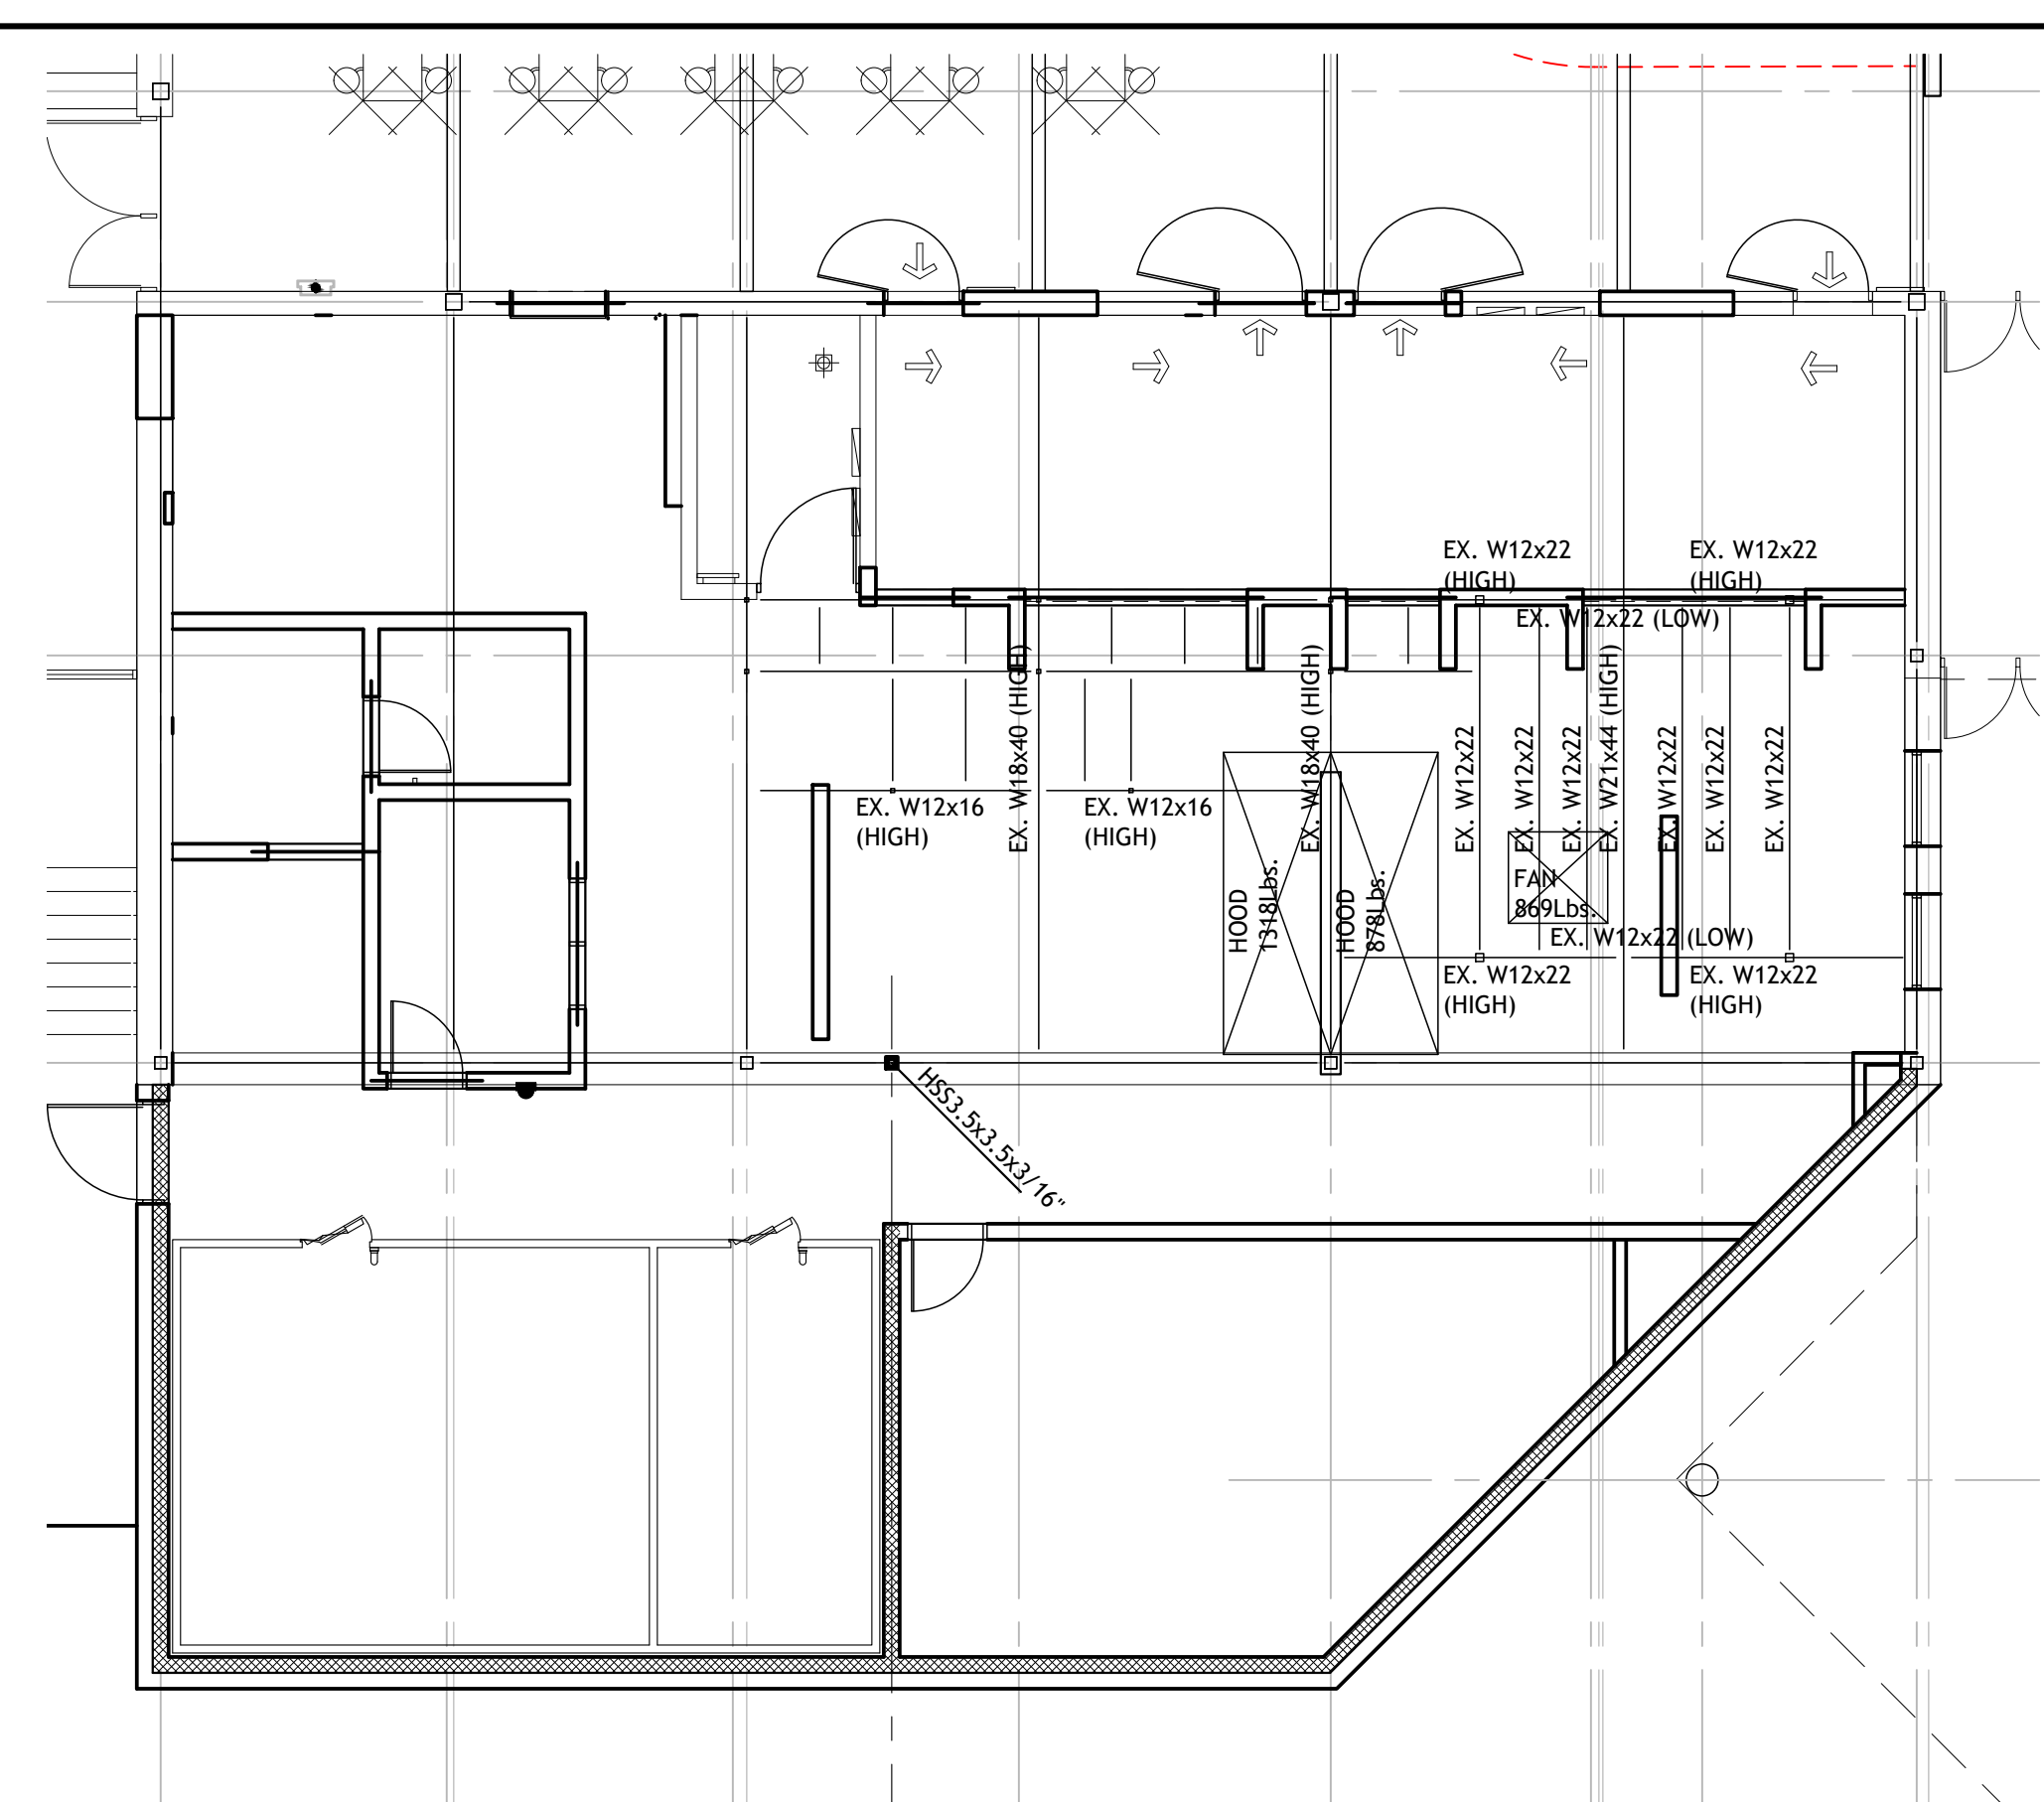 EX. W12x22
(HIGH)
EX. W12x22
(HIGH)
EX. W12x22 (LOW)
EX. W18x40 (HIGH)
EX. W18x40 (HIGH)
EX. W12x22
EX. W12x22
EX. W12x22
EX. W21x44 (HIGH)
EX. W12x22
EX. W12x22
EX. W12x22
EX. W12x16
(HIGH)
EX. W12x16
(HIGH)
HOOD
1318Lbs.
HOOD
878Lbs.
FAN
869Lbs.
EX. W12x22 (LOW)
EX. W12x22
(HIGH)
EX. W12x22
(HIGH)
HSS3.5x3.5x3/16"